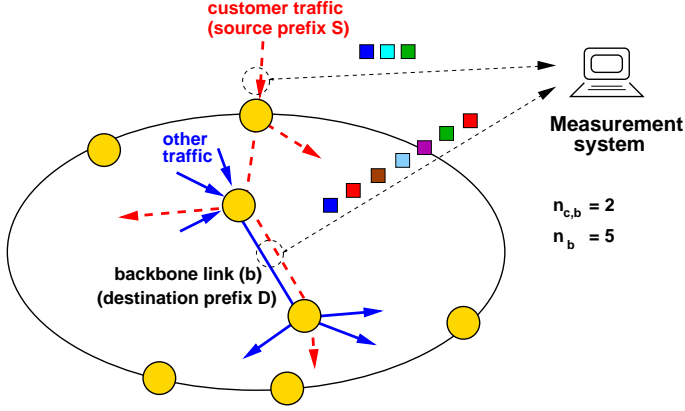 customer traffic
(source prefix S)
other
traffic
Measurement
system
n_{c,b} = 2
n_b = 5
backbone link (b)
(destination prefix D)